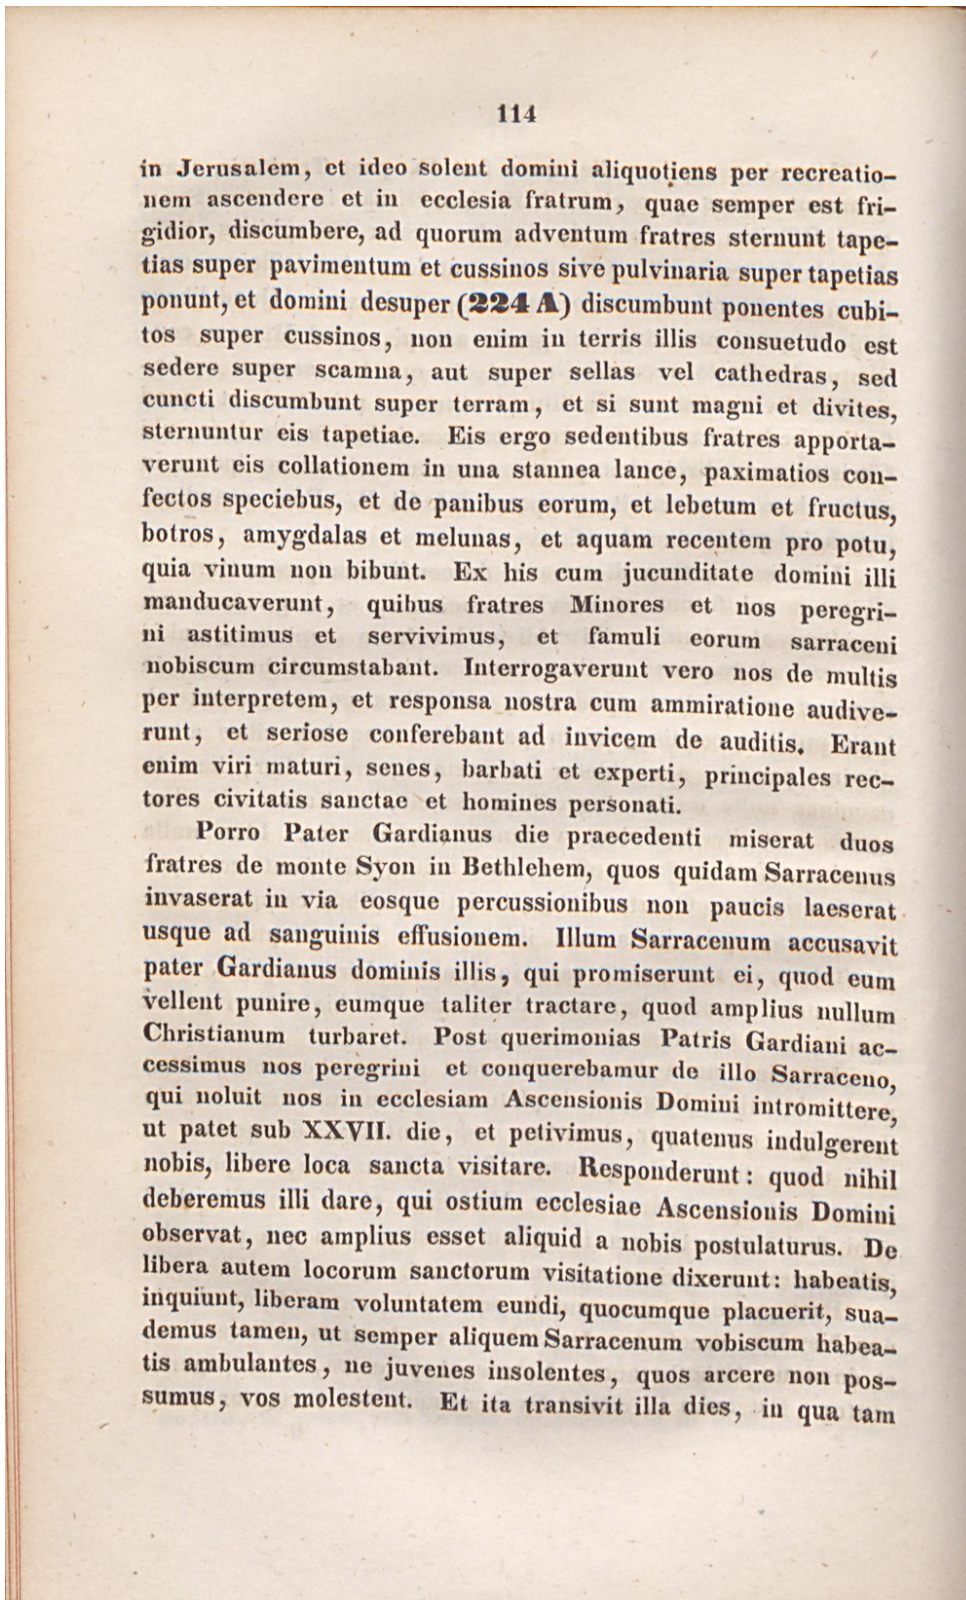 114
in Jerusalem, et ideo solent domini aliquotiens per recreatio-
nem ascendere et in ecclesia fratrum, quae semper est fri-
gidior, discumbere, ad quorum adventum fratres sternunt tape-
tias super pavimentum et cussinos sive pulvinaria super tapetias
ponunt, et domini desuper (224 A) discumbunt ponentes cubi-
tos super cussinos, non enim in terris illis consuetudo est
sedere super scamna, aut super sellas vel cathedras, sed
cuncti discumbunt super terram, et si sunt magni et divites,
sternuntur eis tapetiae. Eis ergo sedentibus fratres apporta-
verunt eis collationem in una stannea lance, paximatios con-
fectos speciebus, et de panibus eorum, et lebetum et fructus,
botros, amygdalas et melunas, et aquam recentem pro potu,
quia vinum non bibunt. Ex his cum jucunditate domini illi
manducaverunt, quibus fratres Minores et nos peregri-
ni astitimus et servivimus, et famuli eorum sarraceni
nobiscum circumstabant. Interrogaverunt vero nos de multis
per interpretem, et responsa nostra cum ammiratione audive-
runt, et seriose conferebant ad invicem de auditis. Erant
enim viri maturi, senes, barbati et experti, principales rec-
tores civitatis sanctae et homines personati.
Porro Pater Gardianus die praecedenti miserat duos
fratres de monte Syon in Bethlehem, quos quidam Sarracenus
invaserat in via eosque percussionibus non paucis laeserat
usque ad sanguinis effusionem. Illum Sarracenum accusavit
pater Gardianus dominis illis, qui promiserunt ei, quod eum
vellent punire, eumque taliter tractare, quod amplius nullum
Christianum turbaret. Post querimonias Patris Gardiani ac-
cessimus nos peregrini et conquerebamur de illo Sarraceno,
qui noluit nos in ecclesiam Ascensionis Domini intromittere,
ut patet sub XXVII. die, et petivimus, quatenus indulgerent
nobis, libere loca sancta visitare. Responderunt: quod nihil
deberemus illi dare, qui ostium ecclesiae Ascensionis Domini
observat, nec amplius esset aliquid a nobis postulaturus. De
libera autem locorum sanctorum visitatione dixerunt: habeatis,
inquiunt, liberam voluntatem eundi, quocumque placuerit, sua-
demus tamen, ut semper aliquem Sarracenum vobiscum habea-
tis ambulantes, ne juvenes insolentes, quos arcere non pos-
sumus, vos molestent. Et ita transivit illa dies, in qua tam